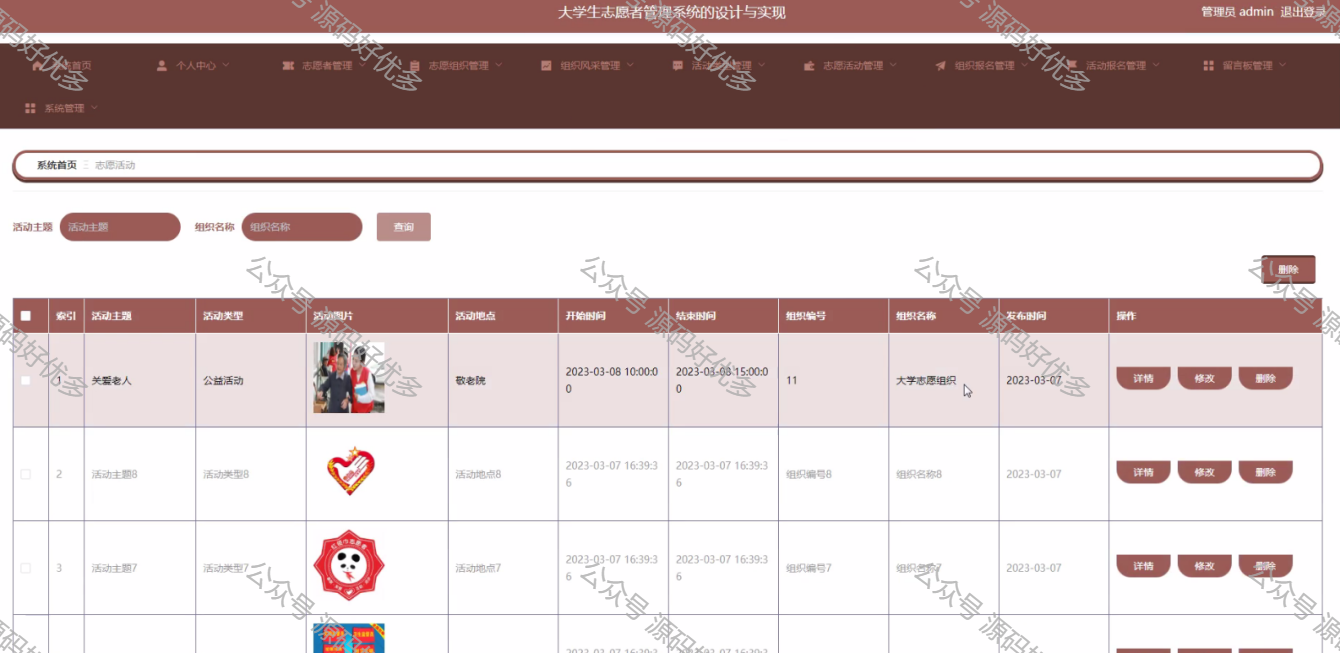 大学生志愿者管理系统的设计与实现
管理员 admin 退出登录
系统首页 个人中心 志愿者管理 志愿组织管理 组织风采管理 活动类型管理 志愿活动管理 组织报名管理 活动报名管理 留言板管理
系统管理
系统首页 志愿活动
活动主题 活动主题 组织名称 组织名称 查询
删除
索引 活动主题 活动类型 活动图片 活动地点 开始时间 结束时间 组织编号 组织名称 发布时间 操作
1 关爱老人 公益活动 敬老院 2023-03-08 10:00:00 2023-03-08 15:00:00 11 大学志愿组织 2023-03-07 详情 修改 删除
2 活动主题8 活动类型8 活动地点8 2023-03-07 16:39:36 2023-03-07 16:39:36 组织编号8 组织名称8 2023-03-07 详情 修改 删除
3 活动主题7 活动类型7 活动地点7 2023-03-07 16:39:36 2023-03-07 16:39:36 组织编号7 组织名称7 2023-03-07 详情 修改 删除
2023-03-07 16:39:3 2023-03-07 16:39:3
公众号 源码好优多